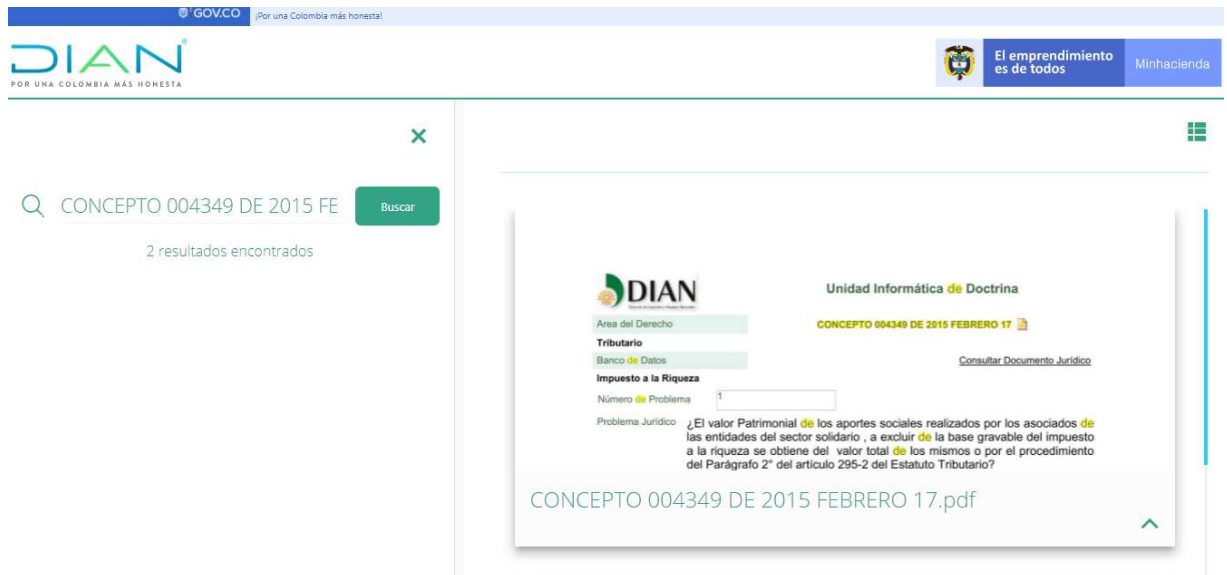 GOV.CO
¡Por una Colombia más honesta!
DIAN
POR UNA COLOMBIA MÁS HONESTA
El emprendimiento
es de todos
Minhacienda
CONCEPTO 004349 DE 2015 FE
Buscar
2 resultados encontrados
DIAN
Unidad Informática de Doctrina
Area del Derecho
CONCEPTO 004349 DE 2015 FEBRERO 17
Tributario
Banco de Datos
Consultar Documento Jurídico
Impuesto a la Riqueza
Número de Problema
1
Problema Jurídico
¿El valor Patrimonial de los aportes sociales realizados por los asociados de
las entidades del sector solidario , a excluir de la base gravable del impuesto
a la riqueza se obtiene del valor total de los mismos o por el procedimiento
del Parágrafo 2° del artículo 295-2 del Estatuto Tributario?
CONCEPTO 004349 DE 2015 FEBRERO 17.pdf